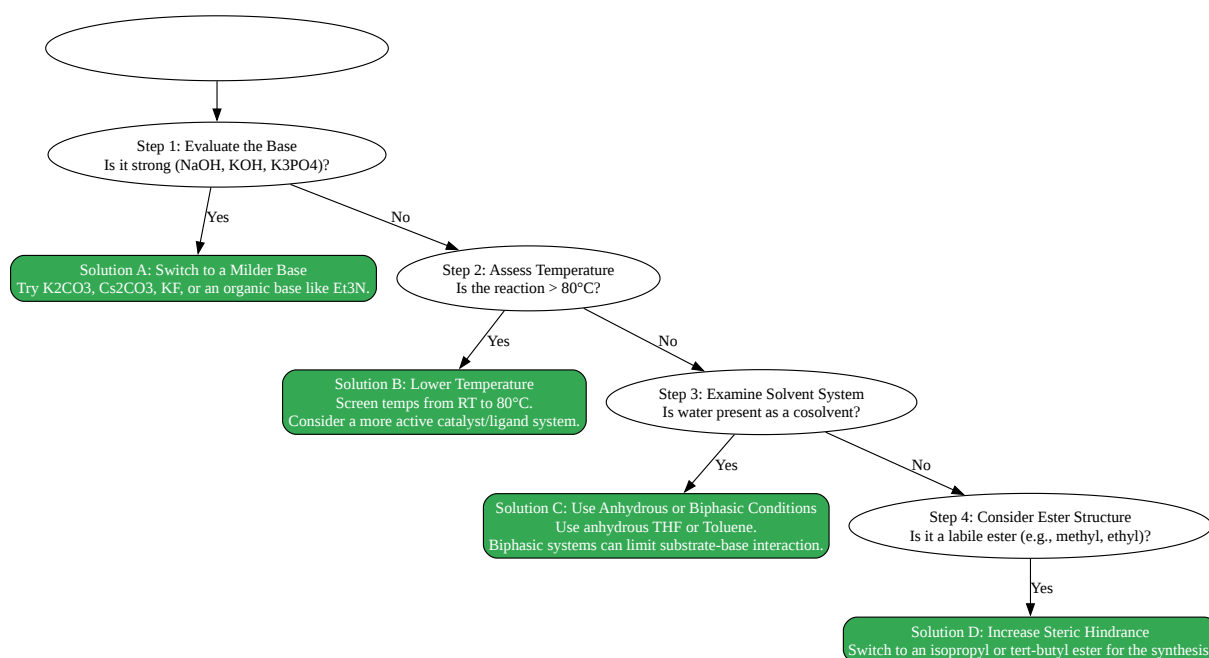 Step 1: Evaluate the Base
Is it strong (NaOH, KOH, K3PO4)?
Yes
No
Solution A: Switch to a Milder Base
Try K2CO3, Cs2CO3, KF, or an organic base like Et3N.
Step 2: Assess Temperature
Is the reaction > 80°C?
Yes
No
Solution B: Lower Temperature
Screen temps from RT to 80°C.
Consider a more active catalyst/ligand system.
Step 3: Examine Solvent System
Is water present as a cosolvent?
Yes
No
Solution C: Use Anhydrous or Biphasic Conditions
Use anhydrous THF or Toluene.
Biphasic systems can limit substrate-base interaction.
Step 4: Consider Ester Structure
Is it a labile ester (e.g., methyl, ethyl)?
Yes
Solution D: Increase Steric Hindrance
Switch to an isopropyl or tert-butyl ester for the synthesis